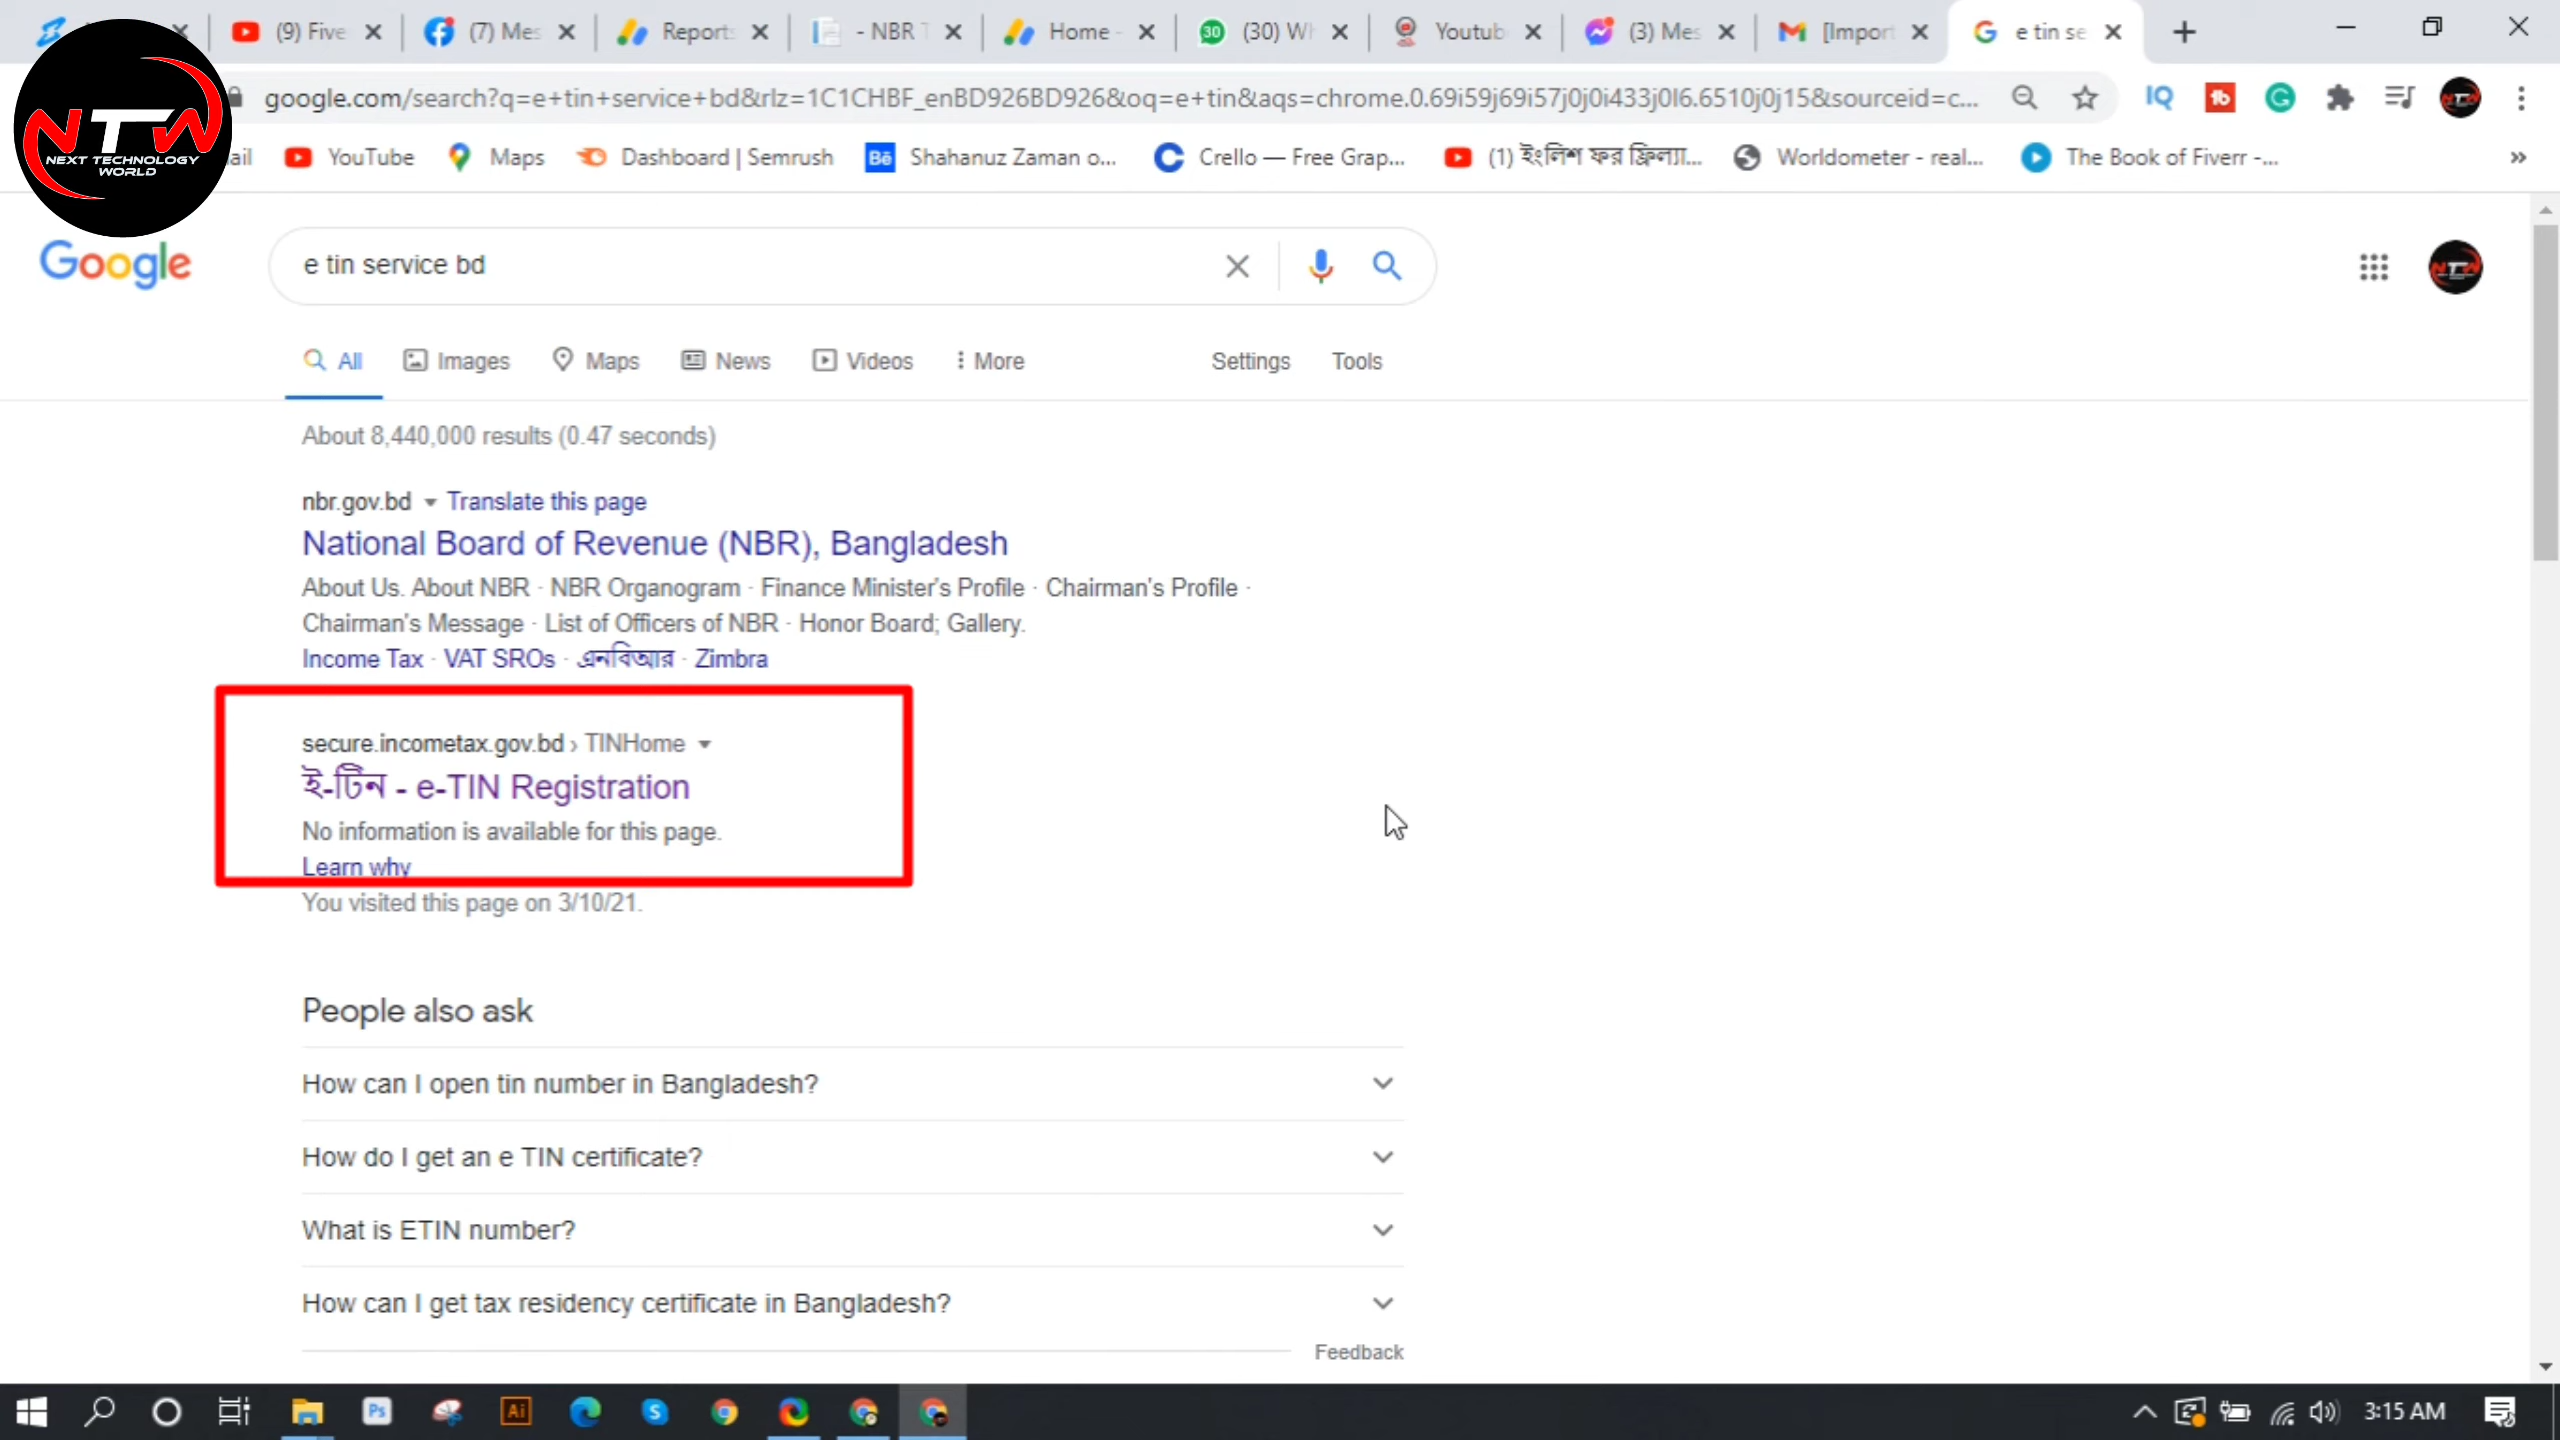 (9) Five
(7) Mes
Reports
- NBR T
Home -
30
(30) Wh
Youtub
(3) Mes
[Import
e tin se
google.com/search?q=e+tin+service+bd&rlz=1C1CHBF_enBD926BD926&oq=e+tin&aqs=chrome.0.69i59j69i57j0j0i433j0l6.6510j0j15&sourceid=c...
IQ
NTW
NEXT TECHNOLOGY
WORLD
ail
YouTube
Maps
Dashboard | Semrush
Bē
Shahanuz Zaman o...
Crello — Free Grap...
(1) ইংলিশ ফর ফ্রিল্যা...
Worldometer - real...
The Book of Fiverr -...
»
Google
e tin service bd
All
Images
Maps
News
Videos
More
Settings
Tools
About 8,440,000 results (0.47 seconds)
nbr.gov.bd Translate this page
National Board of Revenue (NBR), Bangladesh
About Us. About NBR · NBR Organogram · Finance Minister's Profile · Chairman's Profile ·
Chairman's Message · List of Officers of NBR · Honor Board; Gallery.
Income Tax · VAT SROs · এনবিআর · Zimbra
secure.incometax.gov.bd › TINHome
ই-টিন - e-TIN Registration
No information is available for this page.
Learn why
You visited this page on 3/10/21.
People also ask
How can I open tin number in Bangladesh?
How do I get an e TIN certificate?
What is ETIN number?
How can I get tax residency certificate in Bangladesh?
Feedback
Ps
Ai
S
3:15 AM